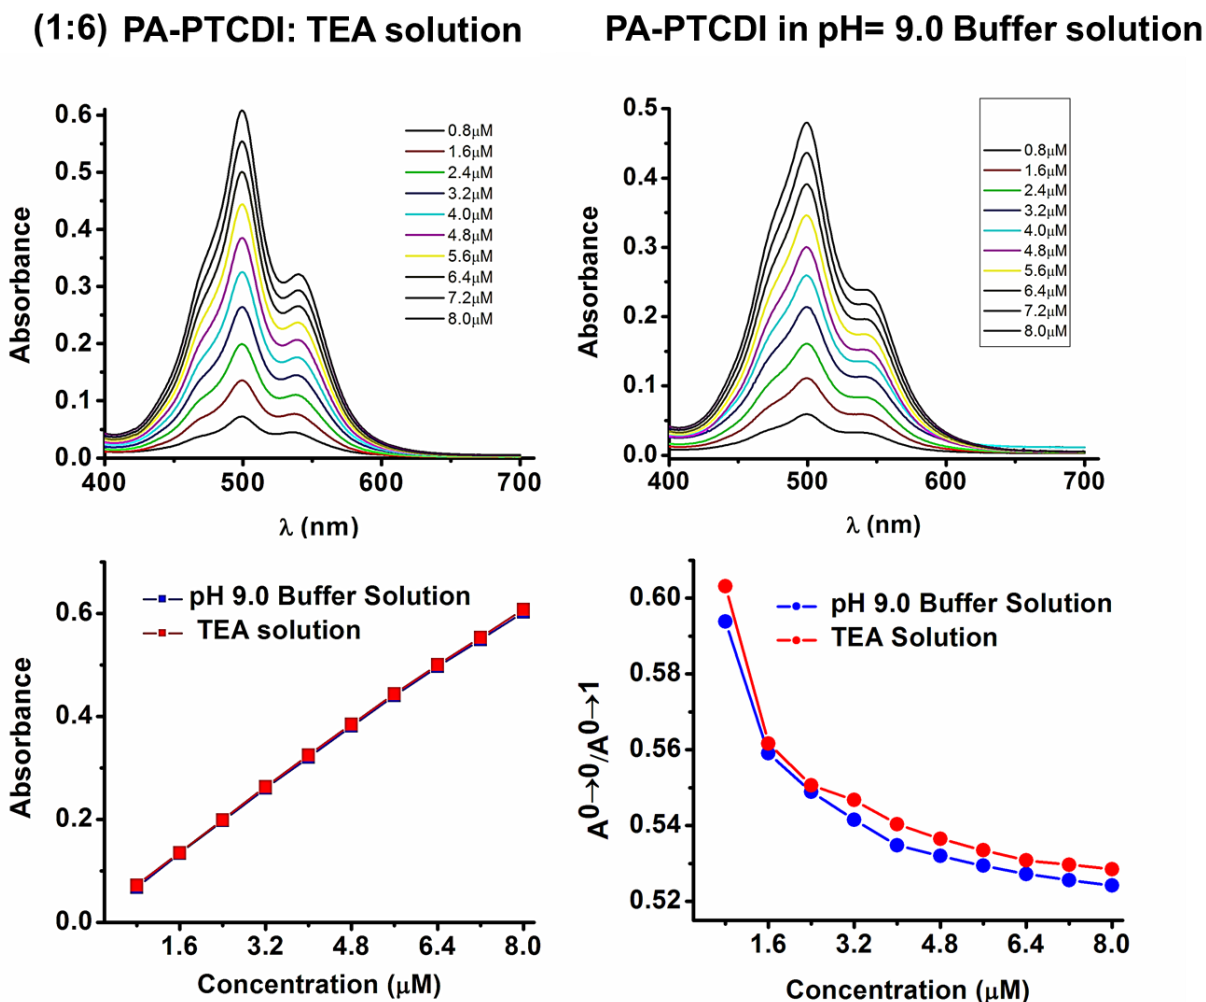 (1:6) PA-PTCDI: TEA solution
PA-PTCDI in pH= 9.0 Buffer solution
Absorbance
0.6
0.5
0.4
0.3
0.2
0.1
0.0
400
500
600
700
λ (nm)
0.8μM
1.6μM
2.4μM
3.2μM
4.0μM
4.8μM
5.6μM
6.4μM
7.2μM
8.0μM
Absorbance
0.5
0.4
0.3
0.2
0.1
0.0
400
500
600
700
λ (nm)
0.8μM
1.6μM
2.4μM
3.2μM
4.0μM
4.8μM
5.6μM
6.4μM
7.2μM
8.0μM
Absorbance
0.6
0.4
0.2
0.0
pH 9.0 Buffer Solution
TEA solution
1.6
3.2
4.8
6.4
8.0
Concentration (μM)
A0→0/A0→1
0.60
0.58
0.56
0.54
0.52
pH 9.0 Buffer Solution
TEA Solution
1.6
3.2
4.8
6.4
8.0
Concentration (μM)